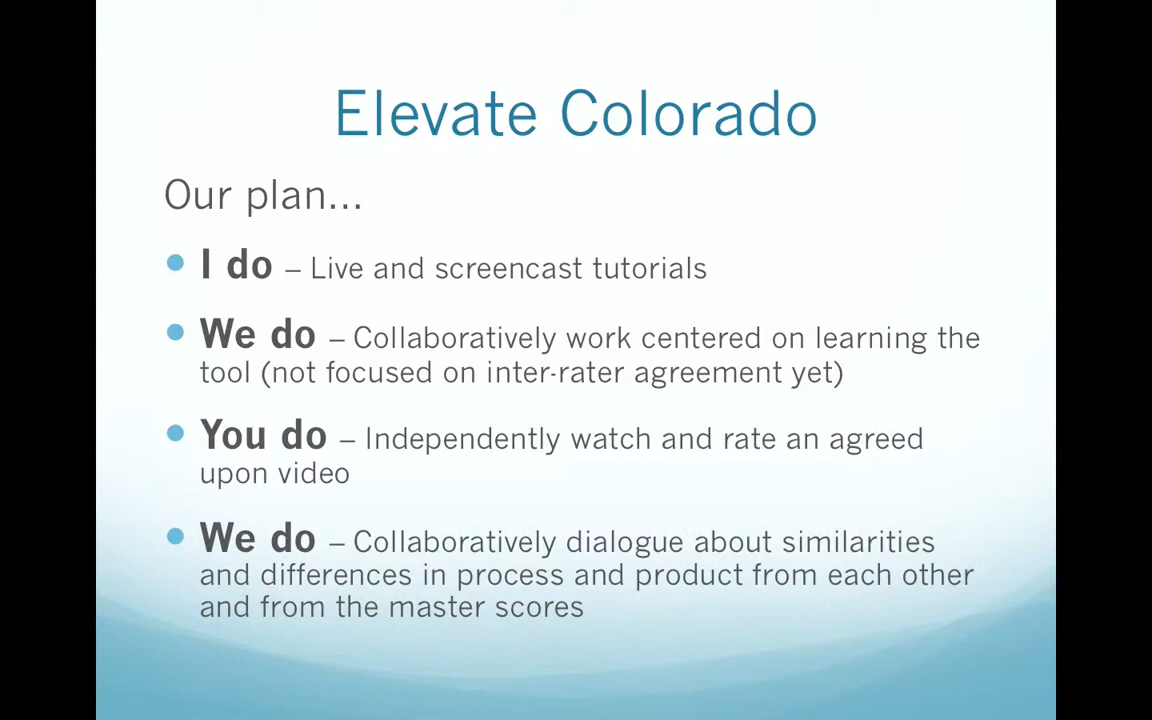 Elevate Colorado
Our plan...
• I do – Live and screencast tutorials
• We do – Collaboratively work centered on learning the
tool (not focused on inter-rater agreement yet)
• You do – Independently watch and rate an agreed
upon video
• We do – Collaboratively dialogue about similarities
and differences in process and product from each other
and from the master scores